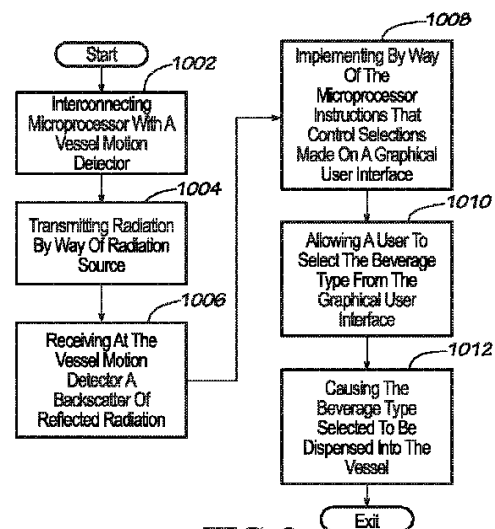 Start
1002
Interconnecting
Microprocessor With A
Vessel Motion
Detector
1004
Transmitting Radiation
By Way Of Radiation
Source
1006
Receiving At The
Vessel Motion
Detector A
Backscatter Of
Reflected Radiation
1008
Implementing By Way
Of The
Microprocessor
Instructions That
Control Selections
Made On A Graphical
User Interface
1010
Allowing A User To
Select The Beverage
Type From The
Graphical User
Interface
1012
Causing The
Beverage Type
Selected To Be
Dispensed Into The
Vessel
Exit